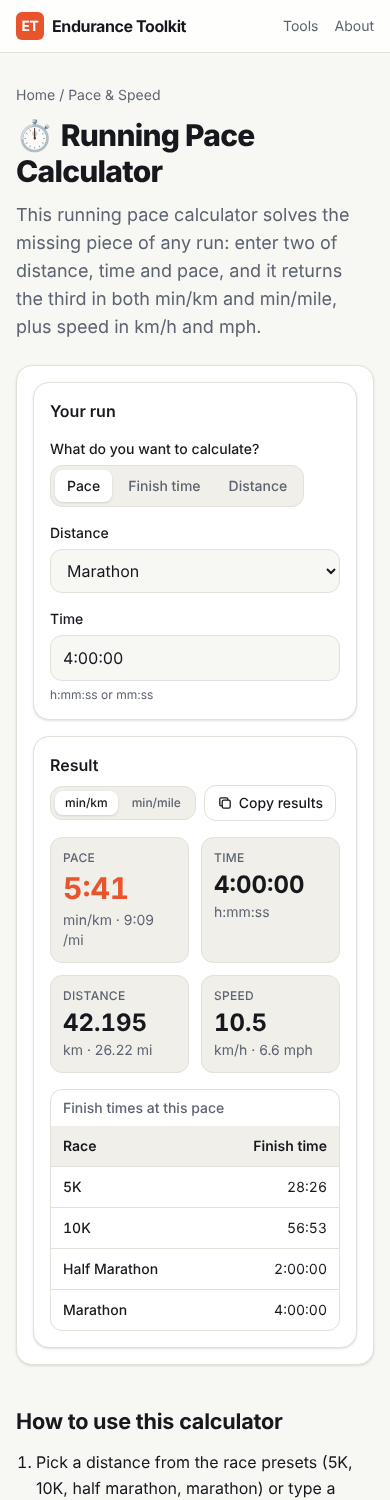 ET Endurance Toolkit Tools About
Home / Pace & Speed
⏱️ Running Pace
Calculator
This running pace calculator solves the
missing piece of any run: enter two of
distance, time and pace, and it returns
the third in both min/km and min/mile,
plus speed in km/h and mph.
Your run
What do you want to calculate?
Pace Finish time Distance
Distance
Marathon
Time
4:00:00
h:mm:ss or mm:ss
Result
min/km min/mile Copy results
PACE
5:41
min/km · 9:09
/mi
TIME
4:00:00
h:mm:ss
DISTANCE
42.195
km · 26.22 mi
SPEED
10.5
km/h · 6.6 mph
Finish times at this pace
Race Finish time
5K 28:26
10K 56:53
Half Marathon 2:00:00
Marathon 4:00:00
How to use this calculator
1. Pick a distance from the race presets (5K,
10K, half marathon, marathon) or type a